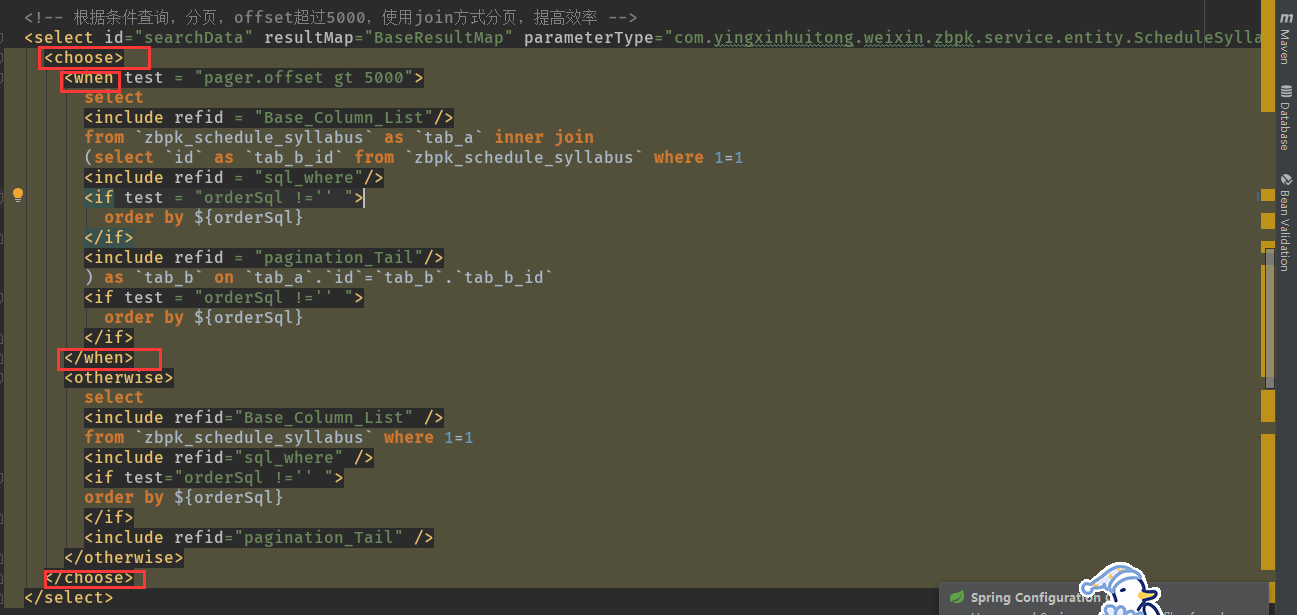 <!-- 根据条件查询，分页，offset超过5000，使用join方式分页，提高效率 -->
<select id="searchData" resultMap="BaseResultMap" parameterType="com.yingxinhuitong.weixin.zbpk.service.entity.ScheduleSylla
<choose>
<when test = "pager.offset gt 5000">
select
<include refid = "Base_Column_List"/>
from `zbpk_schedule_syllabus` as `tab_a` inner join
(select `id` as `tab_b_id` from `zbpk_schedule_syllabus` where 1=1
<include refid = "sql_where"/>
<if test = "orderSql !='' ">
order by ${orderSql}
</if>
<include refid = "pagination_Tail"/>
) as `tab_b` on `tab_a`.`id`=`tab_b`.`tab_b_id`
<if test = "orderSql !='' ">
order by ${orderSql}
</if>
</when>
<otherwise>
select
<include refid="Base_Column_List" />
from `zbpk_schedule_syllabus` where 1=1
<include refid="sql_where" />
<if test="orderSql !='' ">
order by ${orderSql}
</if>
<include refid="pagination_Tail" />
</otherwise>
</choose>
</select>
m Maven
Database
Bean Validation
Spring Configuration